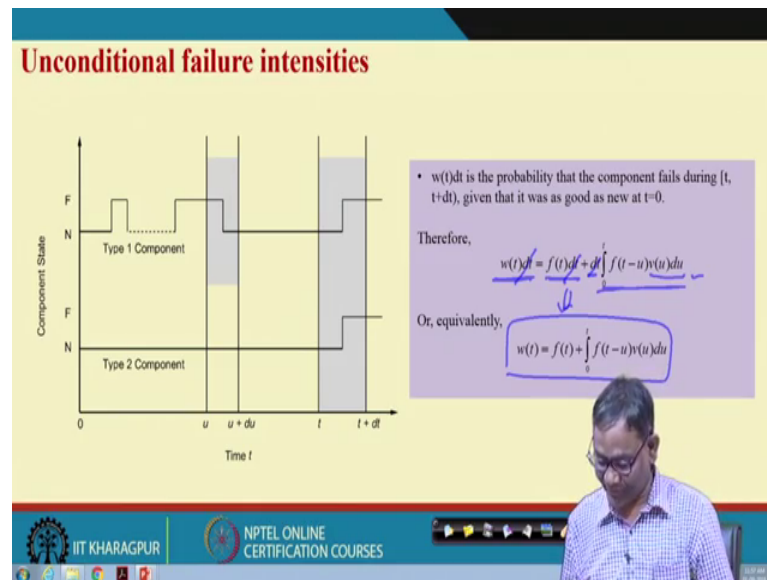 Unconditional failure intensities
F
N
Type 1 Component
F
N
Type 2 Component
Component State
0
u
u + du
t
t + dt
Time t
• w(t)dt is the probability that the component fails during [t,
t+dt), given that it was as good as new at t=0.
Therefore,
w(t)dt = f(t)dt + dt∫₀ᵗ f(t−u)v(u)du
Or, equivalently,
w(t) = f(t) + ∫₀ᵗ f(t−u)v(u)du
IIT KHARAGPUR
NPTEL ONLINE
CERTIFICATION COURSES